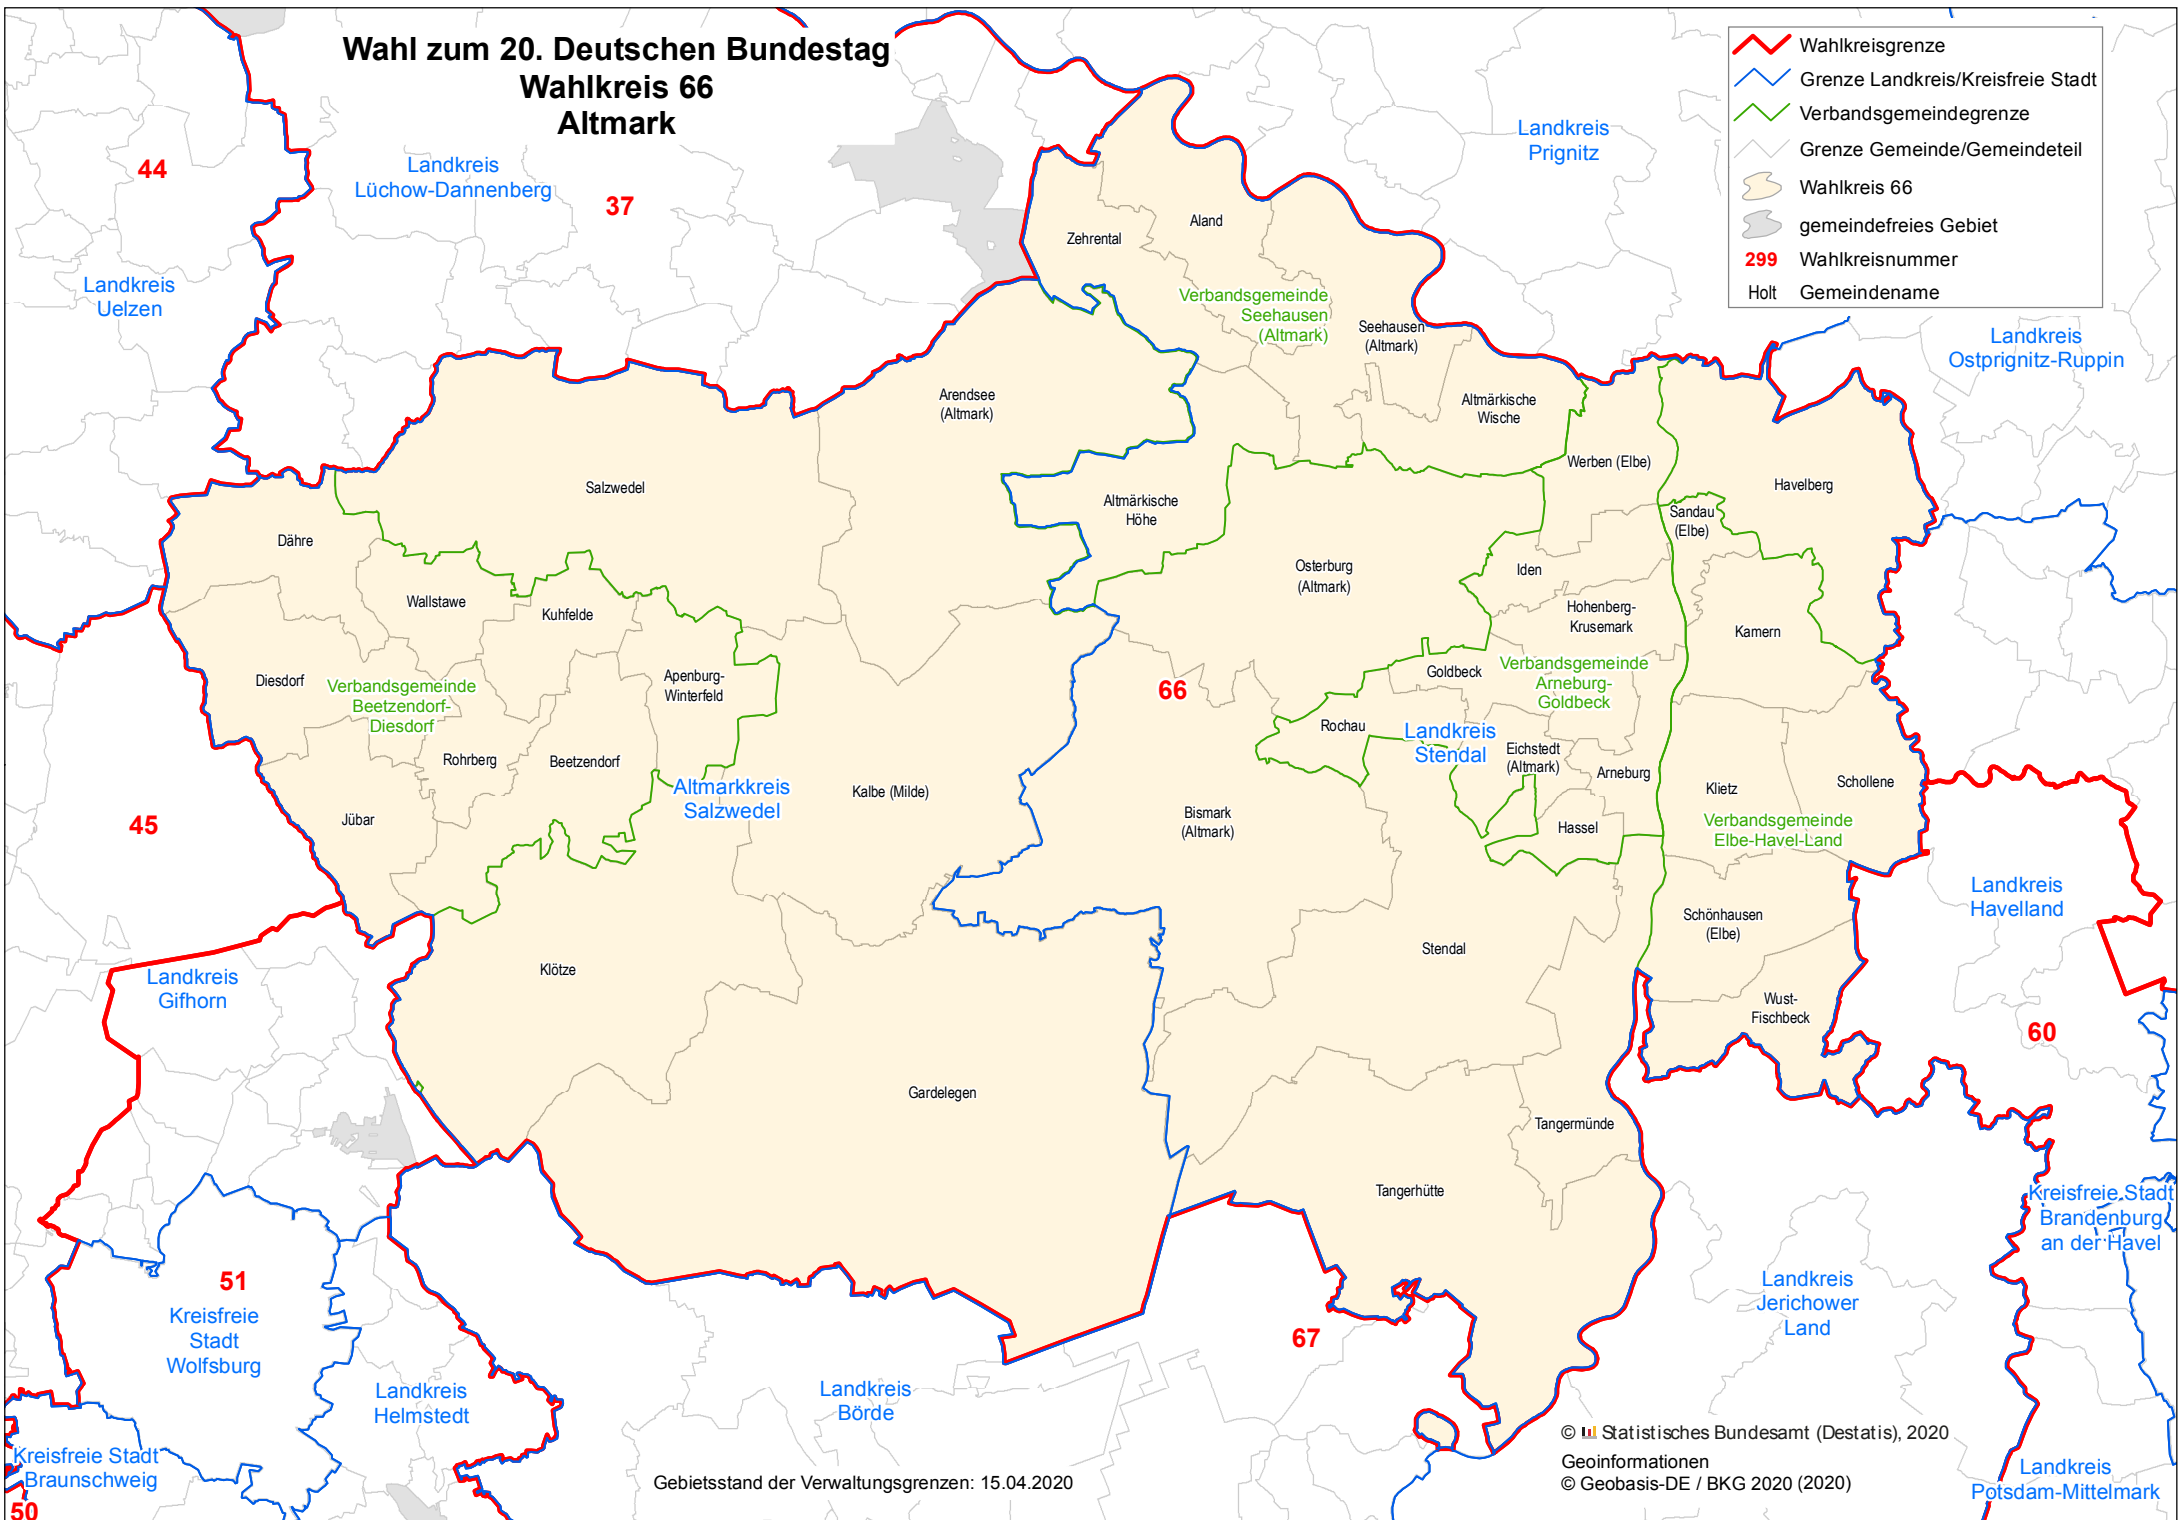 Wahl zum 20. Deutschen Bundestag
Wahlkreis 66
Altmark
Wahlkreisgrenze
Grenze Landkreis/Kreisfreie Stadt
Verbandsgemeindegrenze
Grenze Gemeinde/Gemeindeteil
Wahlkreis 66
gemeindefreies Gebiet
299 Wahlkreisnummer
Holt Gemeindename
44
Landkreis
Lüchow-Dannenberg
37
Landkreis
Prignitz
Landkreis
Uelzen
Landkreis
Ostprignitz-Ruppin
Zehrental
Aland
Verbandsgemeinde
Seehausen
(Altmark)
Seehausen
(Altmark)
Arendsee
(Altmark)
Altmärkische
Wische
Werben (Elbe)
Havelberg
Salzwedel
Altmärkische
Höhe
Sandau
(Elbe)
Dähre
Osterburg
(Altmark)
Iden
Wallstawe
Kuhfelde
Hohenberg-
Krusemark
Kamern
Diesdorf
Verbandsgemeinde
Beetzendorf-
Diesdorf
Apenburg-
Winterfeld
66
Goldbeck
Verbandsgemeinde
Arneburg-
Goldbeck
Rochau
Landkreis
Stendal
Eichstedt
(Altmark)
Arneburg
Rohrberg
Beetzendorf
Altmarkkreis
Salzwedel
Kalbe (Milde)
Klietz
Schollene
45
Jübar
Bismark
(Altmark)
Hassel
Verbandsgemeinde
Elbe-Havel-Land
Landkreis
Havelland
Schönhausen
(Elbe)
Stendal
Klötze
Landkreis
Gifhorn
Wust-
Fischbeck
60
Gardelegen
Tangermünde
Tangerhütte
Kreisfreie Stadt
Brandenburg
an der Havel
51
Kreisfreie
Stadt
Wolfsburg
Landkreis
Jerichower
Land
67
Landkreis
Helmstedt
Landkreis
Börde
Kreisfreie Stadt
Braunschweig
50
Landkreis
Potsdam-Mittelmark
Gebietsstand der Verwaltungsgrenzen: 15.04.2020
© Statistisches Bundesamt (Destatis), 2020
Geoinformationen
© Geobasis-DE / BKG 2020 (2020)